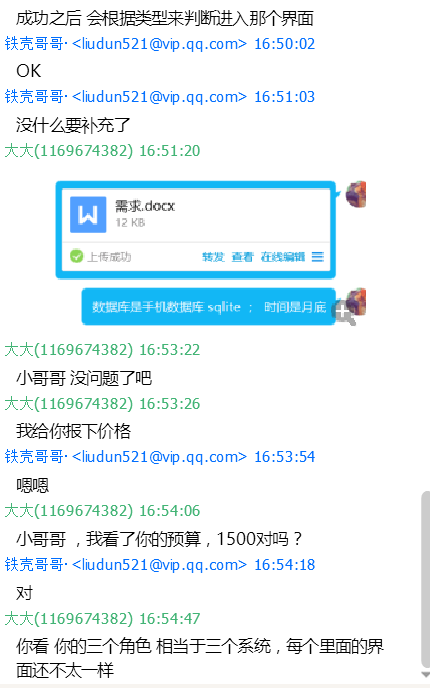 成功之后 会根据类型来判断进入那个界面
铁壳哥哥· <liudun521@vip.qq.com> 16:50:02
OK
铁壳哥哥· <liudun521@vip.qq.com> 16:51:03
没什么要补充了
大大(1169674382) 16:51:20
需求.docx
12 KB
上传成功 转发 查看 在线编辑
数据库是手机数据库 sqlite ； 时间是月底
大大(1169674382) 16:53:22
小哥哥 没问题了吧
大大(1169674382) 16:53:26
我给你报下价格
铁壳哥哥· <liudun521@vip.qq.com> 16:53:54
嗯嗯
大大(1169674382) 16:54:06
小哥哥 ，我看了你的预算，1500对吗？
铁壳哥哥· <liudun521@vip.qq.com> 16:54:18
对
大大(1169674382) 16:54:47
你看 你的三个角色 相当于三个系统，每个里面的界
面还不太一样